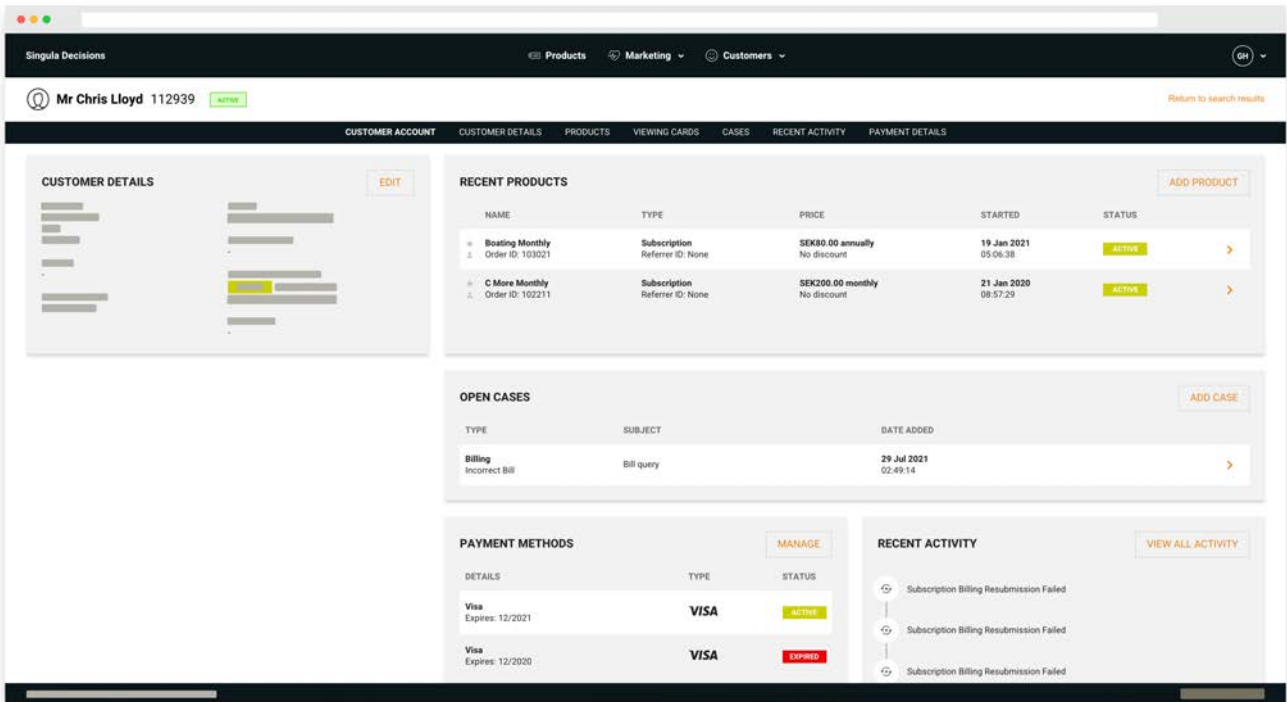 Singula Decisions
Products
Marketing
Customers
GH
Mr Chris Lloyd 112939 ACTIVE
Return to search results
CUSTOMER ACCOUNT CUSTOMER DETAILS PRODUCTS VIEWING CARDS CASES RECENT ACTIVITY PAYMENT DETAILS
CUSTOMER DETAILS
EDIT
RECENT PRODUCTS
ADD PRODUCT
NAME TYPE PRICE STARTED STATUS
Boating Monthly Subscription SEK80.00 annually 19 Jan 2021 ACTIVE
Order ID: 103021 Referrer ID: None No discount 05:06:38
C More Monthly Subscription SEK200.00 monthly 21 Jan 2020 ACTIVE
Order ID: 102211 Referrer ID: None No discount 08:57:29
OPEN CASES
ADD CASE
TYPE SUBJECT DATE ADDED
Billing Bill query 29 Jul 2021
Incorrect Bill 02:49:14
PAYMENT METHODS
MANAGE
DETAILS TYPE STATUS
Visa VISA ACTIVE
Expires: 12/2021
Visa VISA EXPIRED
Expires: 12/2020
RECENT ACTIVITY
VIEW ALL ACTIVITY
Subscription Billing Resubmission Failed
Subscription Billing Resubmission Failed
Subscription Billing Resubmission Failed